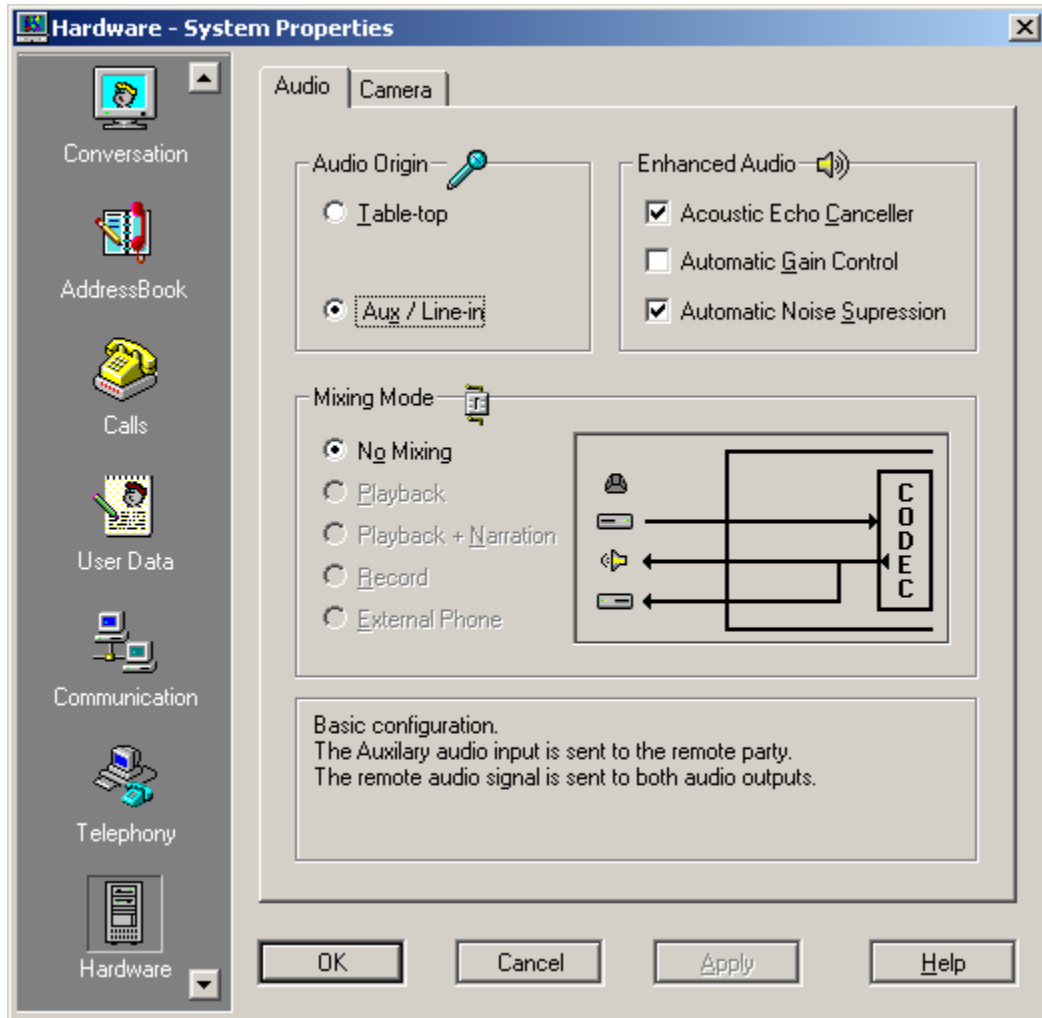 Hardware - System Properties
Conversation
AddressBook
Calls
User Data
Communication
Telephony
Hardware
Audio
Camera
Audio Origin
Table-top
Aux / Line-in
Enhanced Audio
Acoustic Echo Canceller
Automatic Gain Control
Automatic Noise Supression
Mixing Mode
No Mixing
Playback
Playback + Narration
Record
External Phone
CODEC
Basic configuration.
The Auxilary audio input is sent to the remote party.
The remote audio signal is sent to both audio outputs.
OK
Cancel
Apply
Help